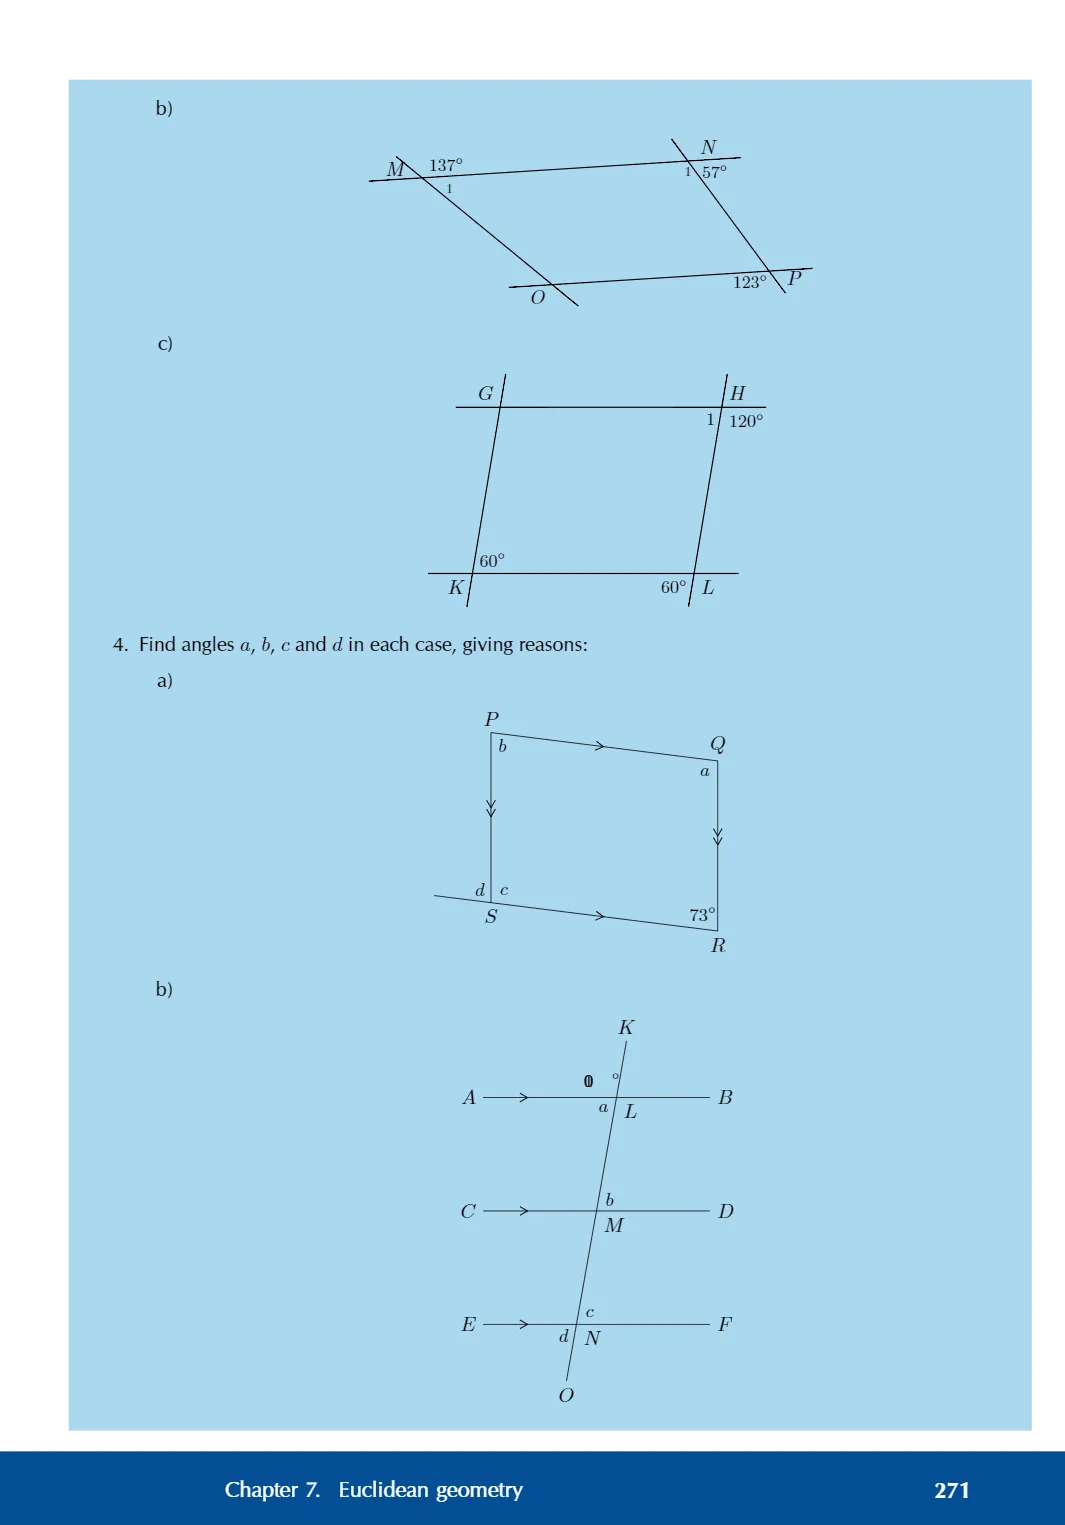 b)
N
M 137°
1 57°
1
123° P
O
c)
G H
1 120°
60°
K 60° L
4. Find angles a, b, c and d in each case, giving reasons:
a)
P
b Q
a
d c
S 73°
R
b)
K
°
A B
a L
b
C D
M
c
E F
d N
O
Chapter 7. Euclidean geometry 271